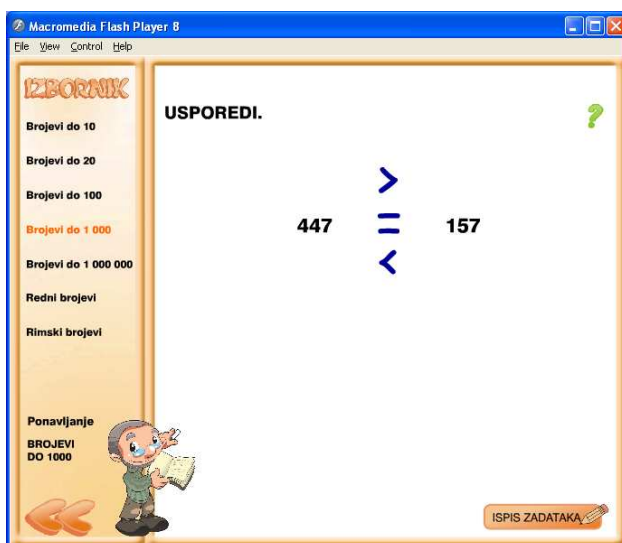 Macromedia Flash Player 8
File View Control Help
IZBORNIK
Brojevi do 10
Brojevi do 20
Brojevi do 100
Brojevi do 1 000
Brojevi do 1 000 000
Redni brojevi
Rimski brojevi
Ponavljanje
BROJEVI
DO 1000
USPOREDI.
?
>
447 = 157
<
ISPIS ZADATAKA